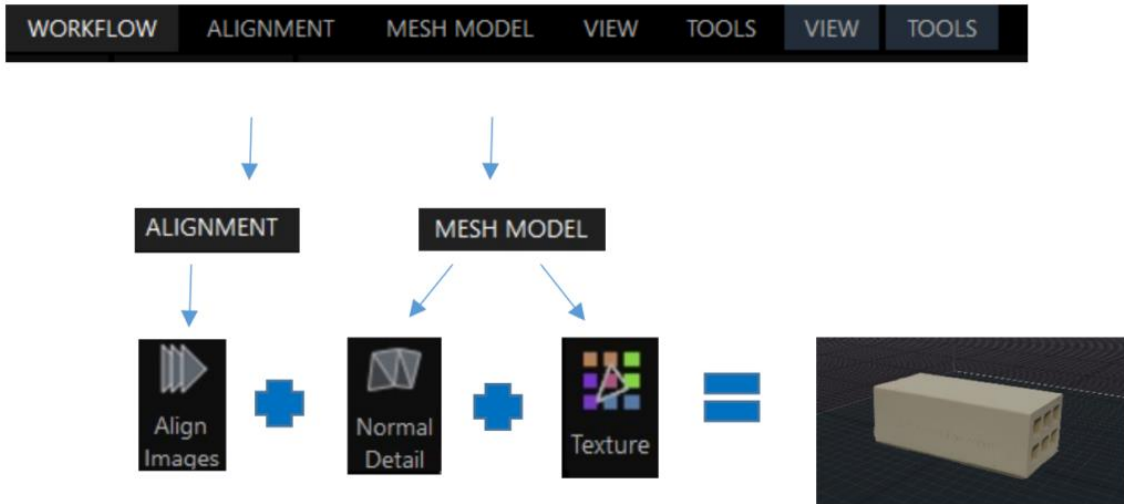 WORKFLOW ALIGNMENT MESH MODEL VIEW TOOLS VIEW TOOLS
ALIGNMENT MESH MODEL
Align
Images
Normal
Detail
Texture